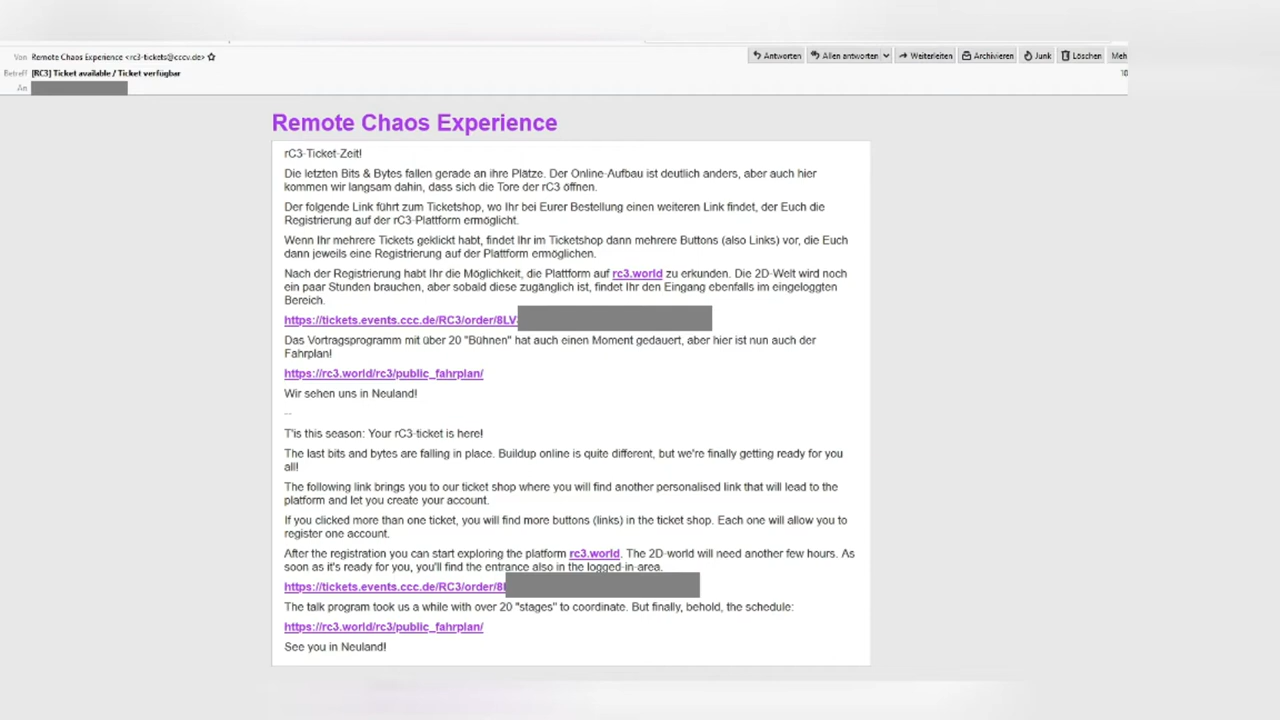 Von Remote Chaos Experience <rc3-tickets@cccv.de>
Antworten Allen antworten Weiterleiten Archivieren Junk Löschen Meh
Betreff [RC3] Ticket available / Ticket verfügbar
10
An
Remote Chaos Experience
rC3-Ticket-Zeit!
Die letzten Bits & Bytes fallen gerade an ihre Plätze. Der Online-Aufbau ist deutlich anders, aber auch hier
kommen wir langsam dahin, dass sich die Tore der rC3 öffnen.
Der folgende Link führt zum Ticketshop, wo Ihr bei Eurer Bestellung einen weiteren Link findet, der Euch die
Registrierung auf der rC3-Plattform ermöglicht.
Wenn Ihr mehrere Tickets geklickt habt, findet Ihr im Ticketshop dann mehrere Buttons (also Links) vor, die Euch
dann jeweils eine Registrierung auf der Plattform ermöglichen.
Nach der Registrierung habt Ihr die Möglichkeit, die Plattform auf rc3.world zu erkunden. Die 2D-Welt wird noch
ein paar Stunden brauchen, aber sobald diese zugänglich ist, findet Ihr den Eingang ebenfalls im eingeloggten
Bereich.
https://tickets.events.ccc.de/RC3/order/8LV
Das Vortragsprogramm mit über 20 "Bühnen" hat auch einen Moment gedauert, aber hier ist nun auch der
Fahrplan!
https://rc3.world/rc3/public_fahrplan/
Wir sehen uns in Neuland!
--
T'is this season: Your rC3-ticket is here!
The last bits and bytes are falling in place. Buildup online is quite different, but we're finally getting ready for you
all!
The following link brings you to our ticket shop where you will find another personalised link that will lead to the
platform and let you create your account.
If you clicked more than one ticket, you will find more buttons (links) in the ticket shop. Each one will allow you to
register one account.
After the registration you can start exploring the platform rc3.world. The 2D-world will need another few hours. As
soon as it's ready for you, you'll find the entrance also in the logged-in-area.
https://tickets.events.ccc.de/RC3/order/8
The talk program took us a while with over 20 "stages" to coordinate. But finally, behold, the schedule:
https://rc3.world/rc3/public_fahrplan/
See you in Neuland!